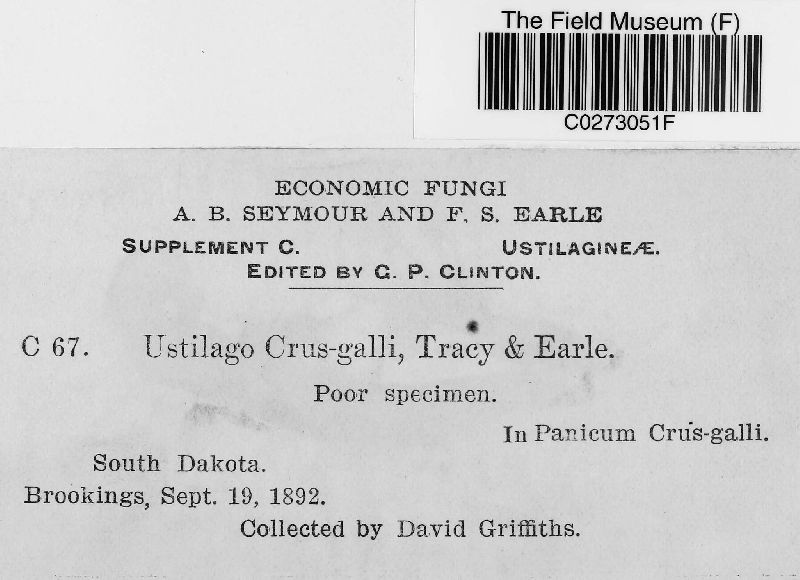 The Field Museum (F)
C0273051F
ECONOMIC FUNGI
A. B. SEYMOUR AND F. S. EARLE
SUPPLEMENT C. USTILAGINEÆ.
EDITED BY G. P. CLINTON.
C 67. Ustilago Crus-galli, Tracy & Earle.
Poor specimen.
In Panicum Crus-galli.
South Dakota.
Brookings, Sept. 19, 1892.
Collected by David Griffiths.